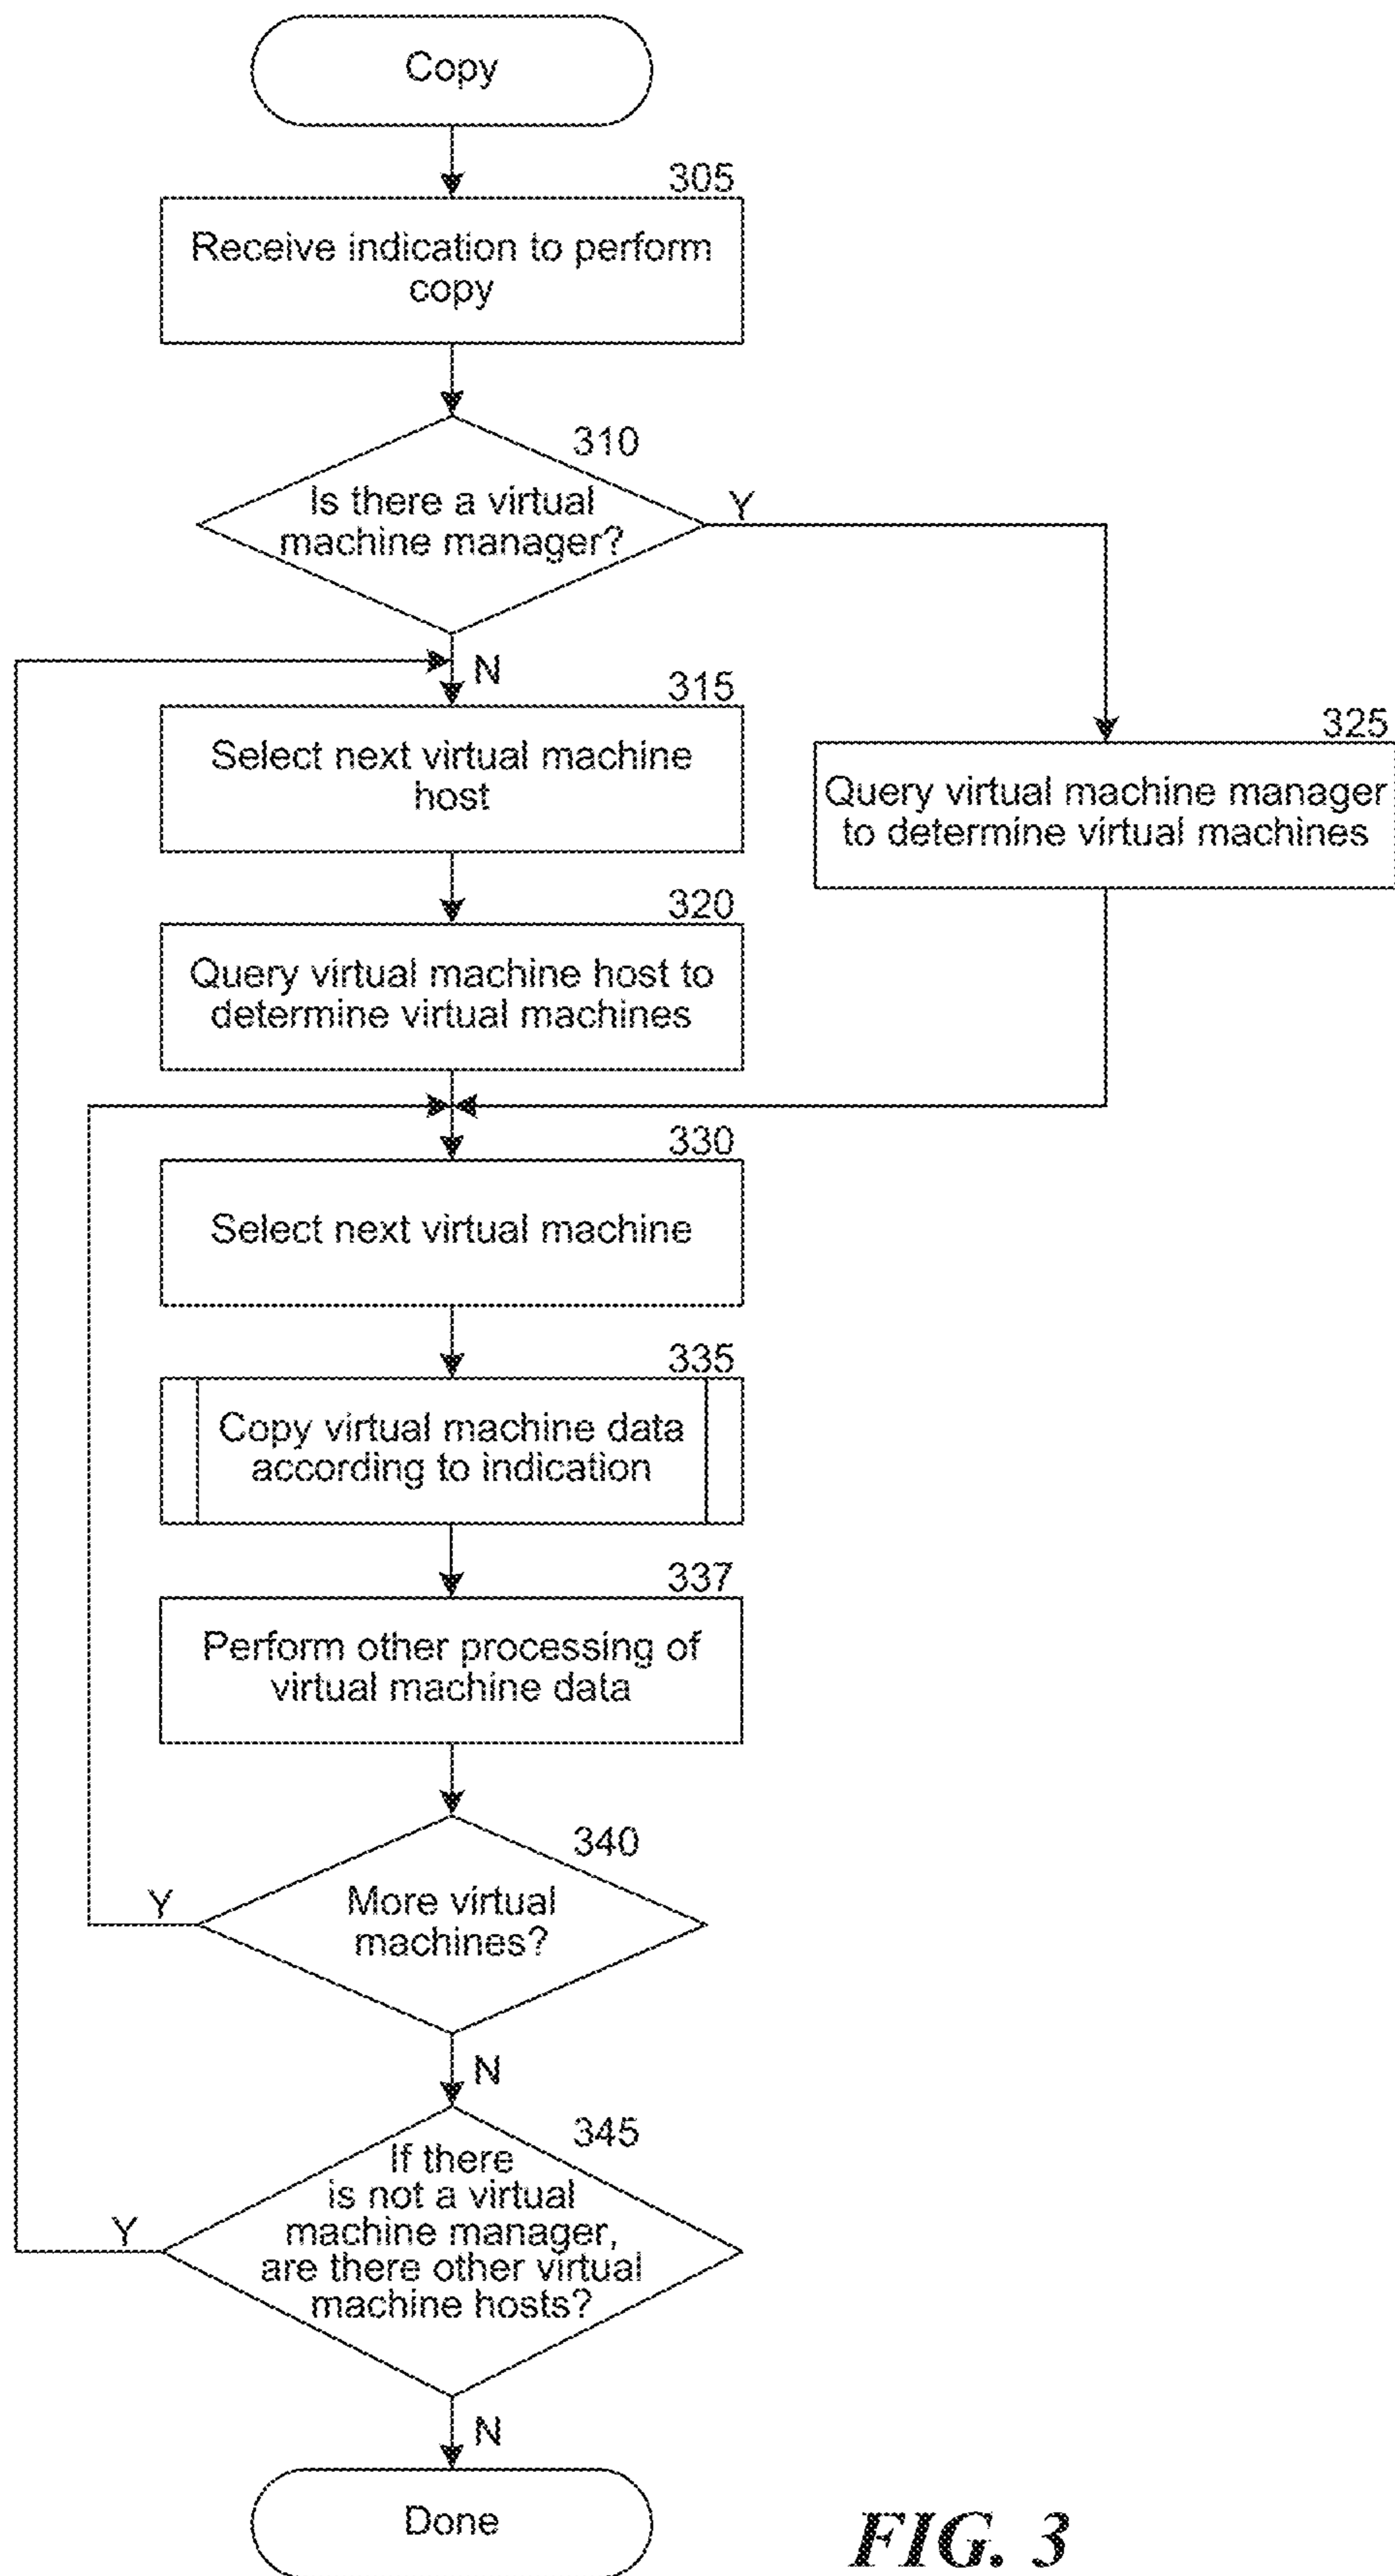 Copy
305
Receive indication to perform
copy
310
Is there a virtual
machine manager?
Y
N
315
Select next virtual machine
host
325
Query virtual machine manager
to determine virtual machines
320
Query virtual machine host to
determine virtual machines
330
Select next virtual machine
335
Copy virtual machine data
according to indication
337
Perform other processing of
virtual machine data
340
More virtual
machines?
Y
N
345
If there
is not a virtual
machine manager,
are there other virtual
machine hosts?
Y
N
Done
FIG. 3